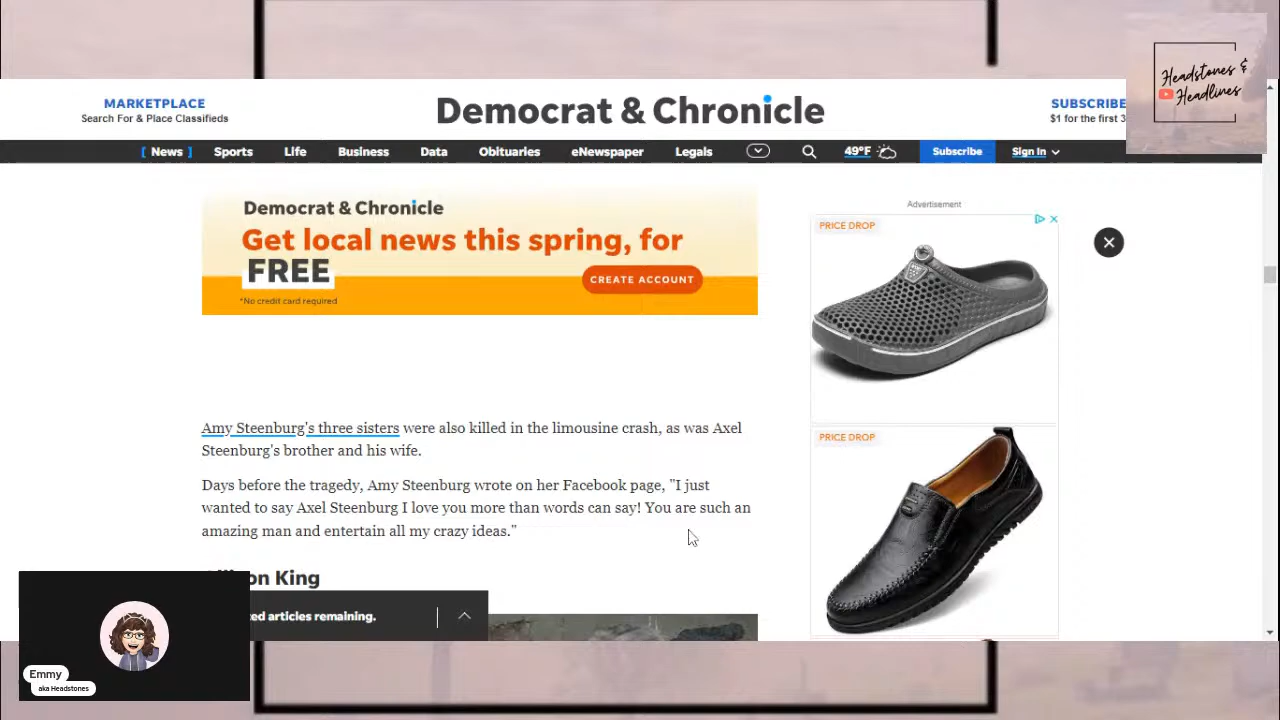 MARKETPLACE
Search For & Place Classifieds
Democrat & Chronicle
SUBSCRIBE
$1 for the first 3
Headstones &
Headlines
[ News ] Sports Life Business Data Obituaries eNewspaper Legals 49°F Subscribe Sign In
Democrat & Chronicle
Get local news this spring, for
FREE
*No credit card required
CREATE ACCOUNT
Advertisement
PRICE DROP
Amy Steenburg's three sisters were also killed in the limousine crash, as was Axel
Steenburg's brother and his wife.
PRICE DROP
Days before the tragedy, Amy Steenburg wrote on her Facebook page, "I just
wanted to say Axel Steenburg I love you more than words can say! You are such an
amazing man and entertain all my crazy ideas."
on King
ed articles remaining.
Emmy
aka Headstones